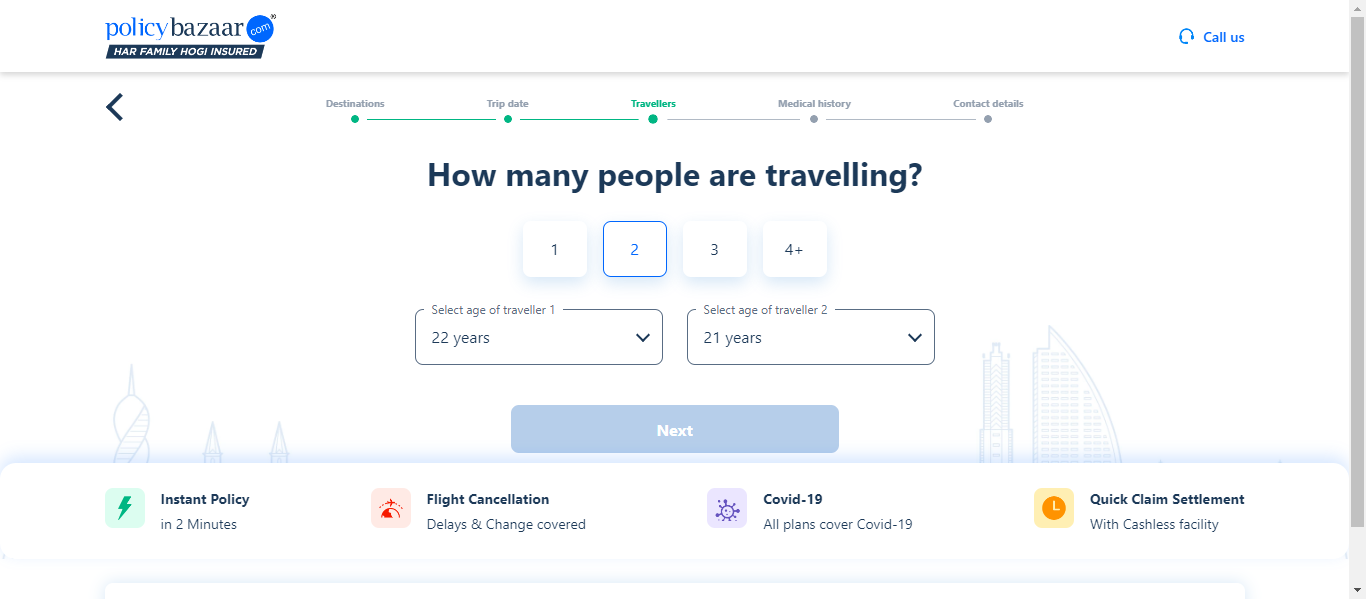 policybazaar.com®
HAR FAMILY HOGI INSURED
Call us
Destinations
Trip date
Travellers
Medical history
Contact details
How many people are travelling?
1
2
3
4+
Select age of traveller 1
22 years
Select age of traveller 2
21 years
Next
Instant Policy
in 2 Minutes
Flight Cancellation
Delays & Change covered
Covid-19
All plans cover Covid-19
Quick Claim Settlement
With Cashless facility